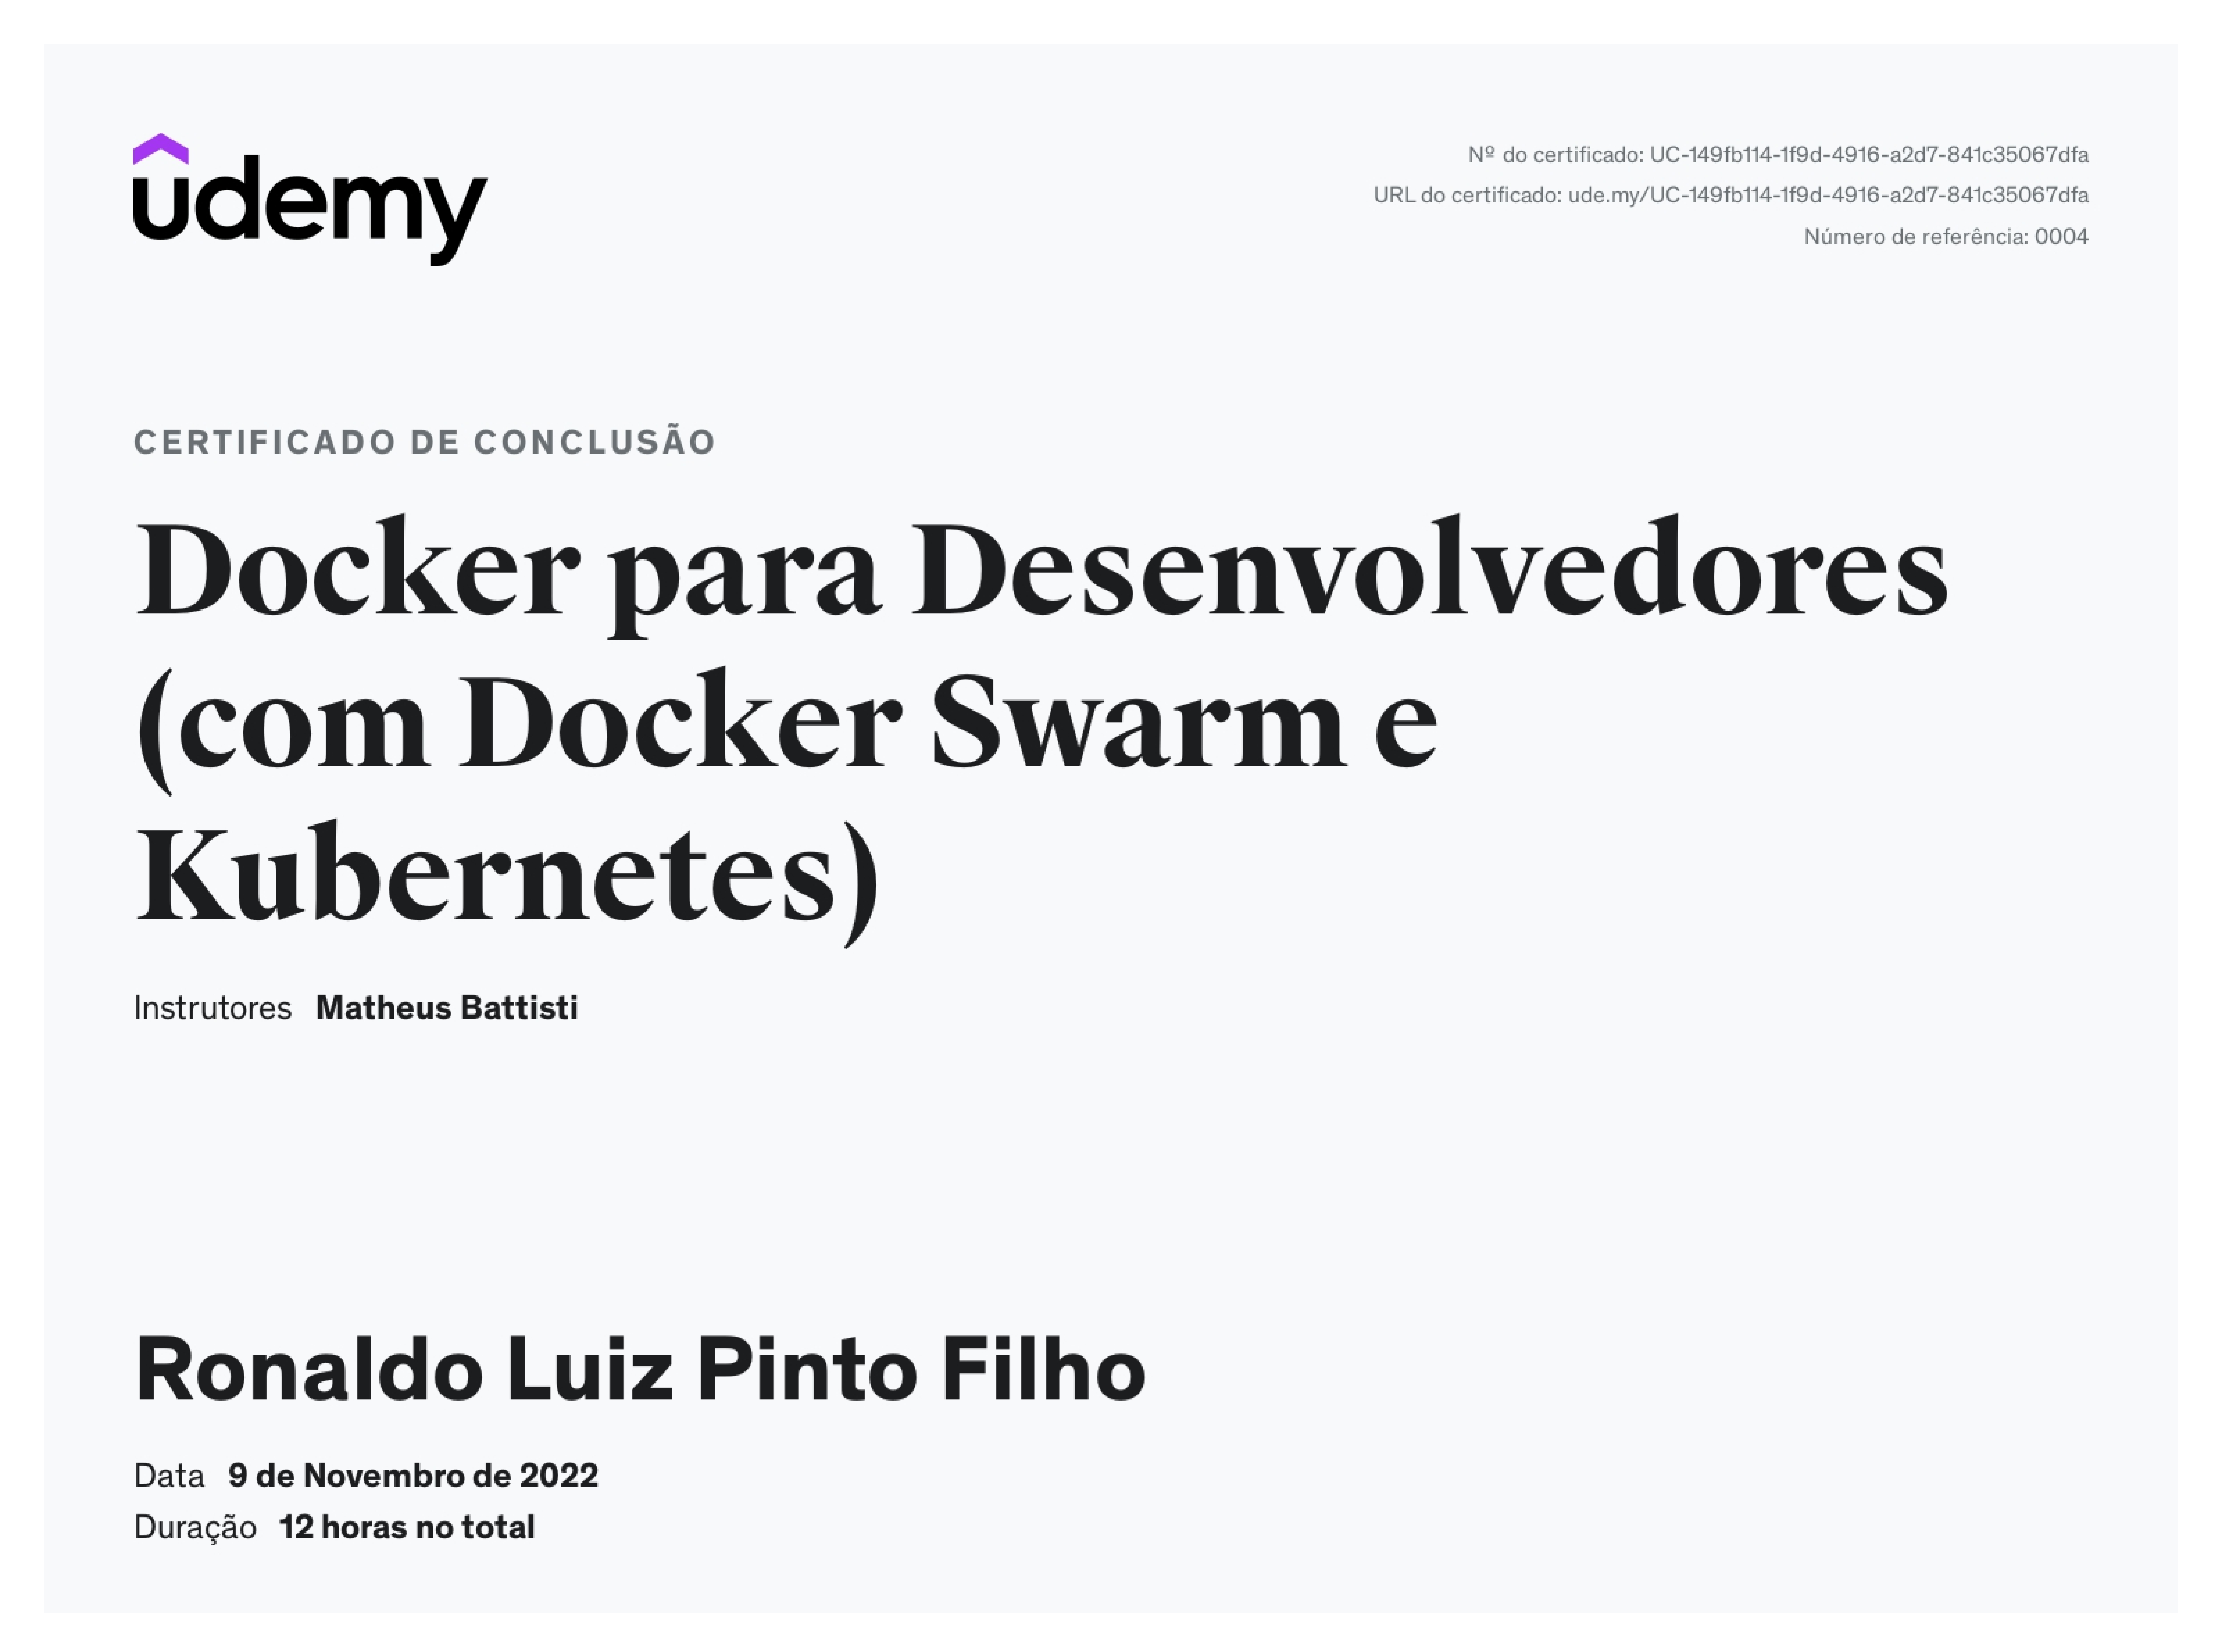 udemy
Nº do certificado: UC-149fb114-1f9d-4916-a2d7-841c35067dfa
URL do certificado: ude.my/UC-149fb114-1f9d-4916-a2d7-841c35067dfa
Número de referência: 0004
CERTIFICADO DE CONCLUSÃO
Docker para Desenvolvedores
(com Docker Swarm e
Kubernetes)
Instrutores Matheus Battisti
Ronaldo Luiz Pinto Filho
Data 9 de Novembro de 2022
Duração 12 horas no total